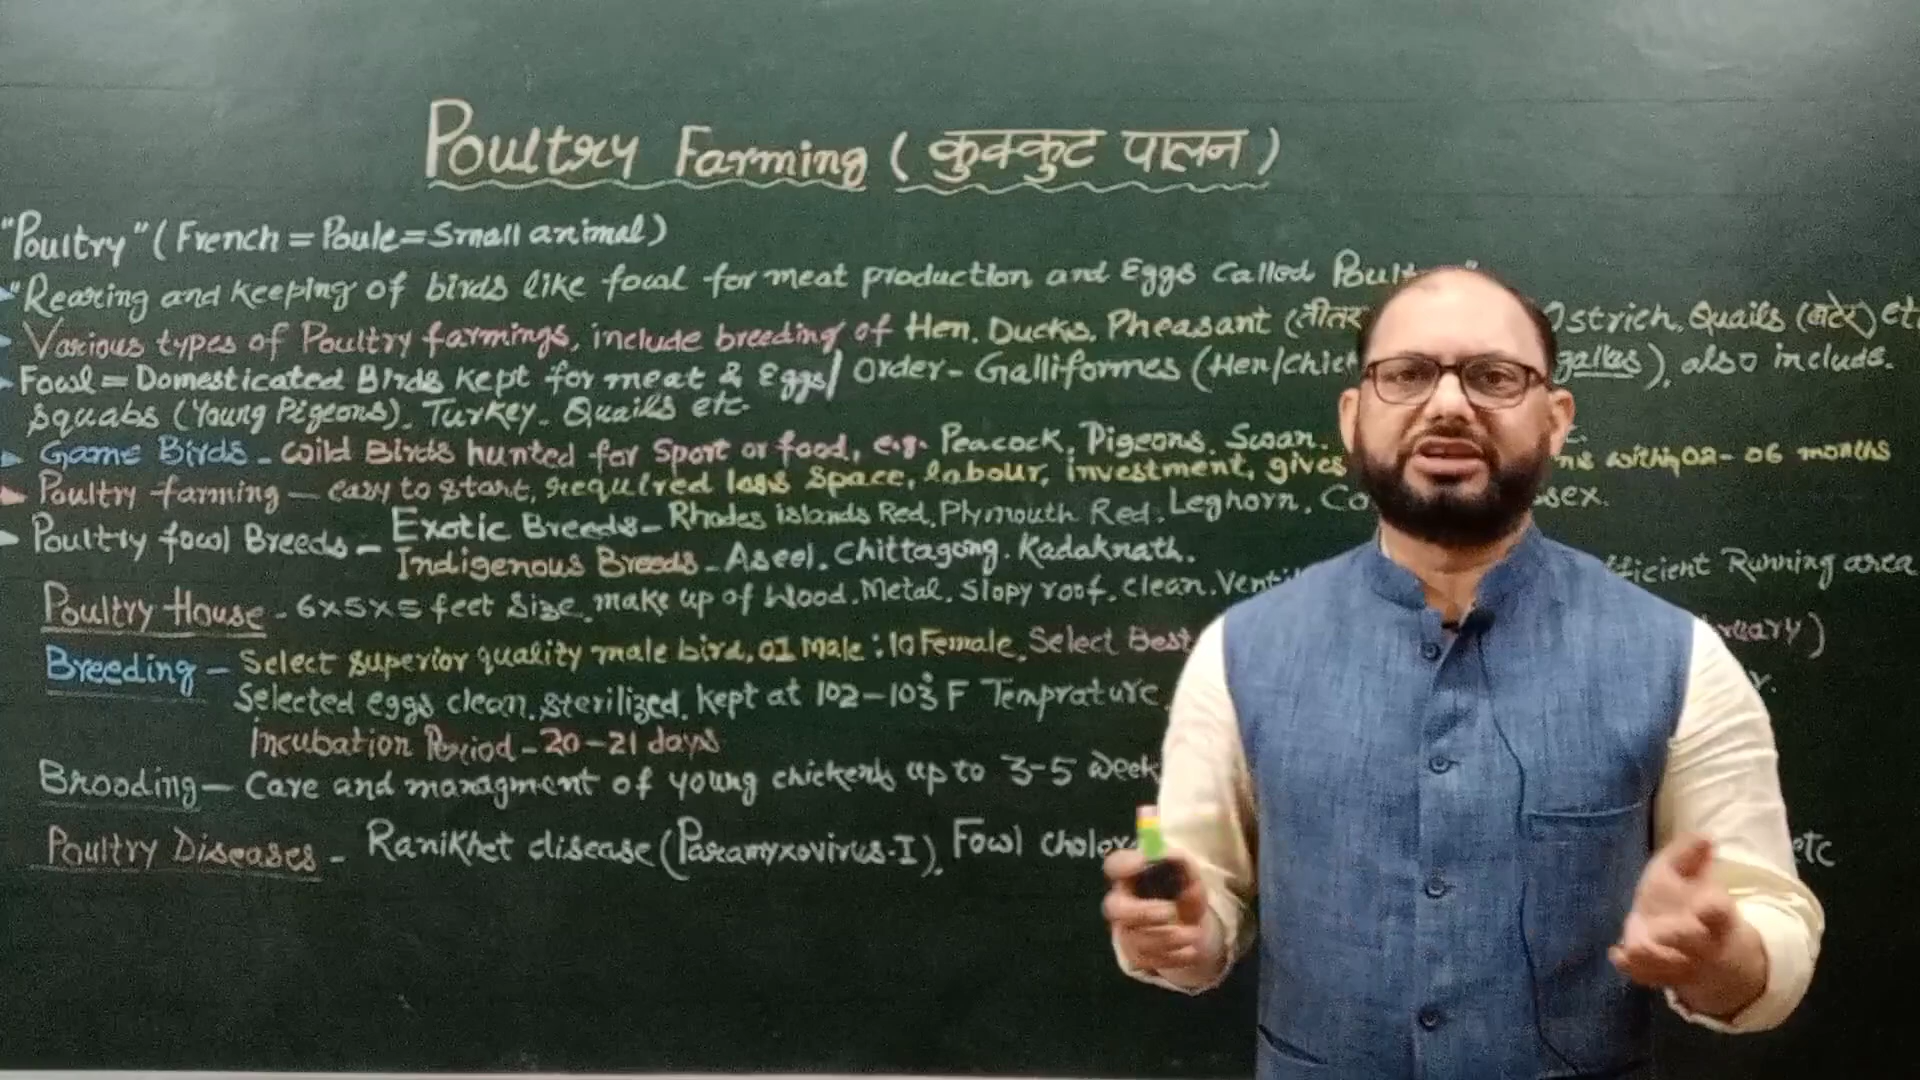 Poultry Farming ( कुक्कुट पालन )
"Poultry" ( French = Poule = Small animal )
"Rearing and keeping of birds like fowl for meat production and Eggs called
Various types of Poultry farmings, include breeding of Hen, Ducks, Pheasant (तीतर Ostrich, Quails (बटेर) etc
Fowl = Domesticated Birds kept for meat & Eggs/ Order - Galliformes (Hen/ gallus), also include.
Squabs (Young Pigeons), Turkey, Quails etc.
Game Birds - Wild Birds hunted for sport or food, e.g. Peacock, Pigeons, Swan.
Poultry farming — easy to start, required less space, labour, investment, gives within 02-06 months
Poultry fowl Breeds - Exotic Breeds - Rhodes islands Red, Plymouth Red, Leghorn,
Indigenous Breeds - Aseel, Chittagong, Kadaknath.
Poultry House - 6x5x5 feet size, make up of Wood, Metal, Slopy roof, clean, Running area
Breeding - Select superior quality male bird, 01 Male : 10 Female, Select Best
Selected eggs clean, sterilized, kept at 102-103°F Temprature
Incubation Period - 20-21 days
Brooding - Care and managment of young chickens up to 3-5 week
Poultry Diseases - Ranikhet disease (Paramyxovirus-I), Fowl etc